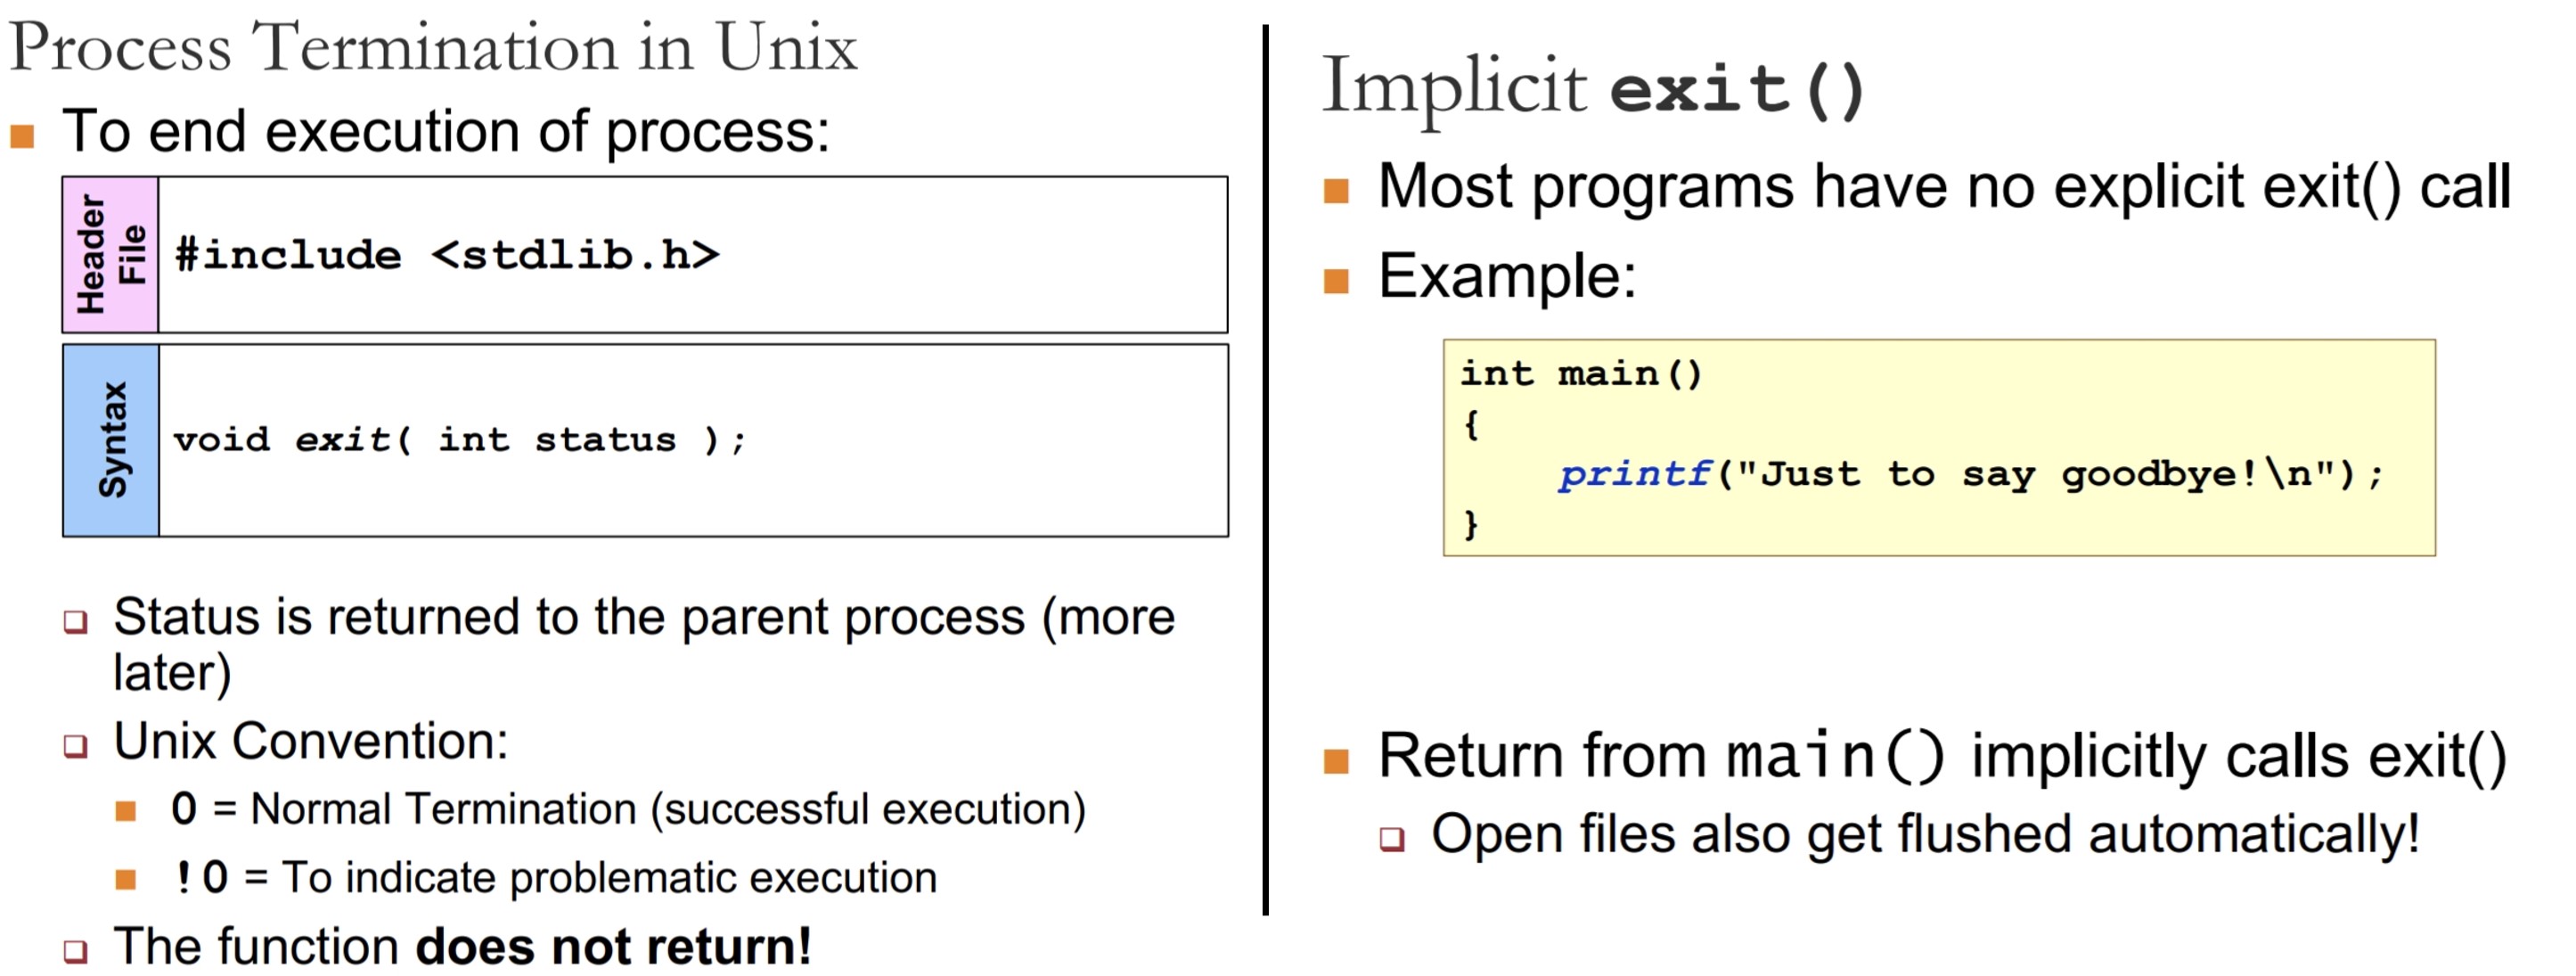 Process Termination in Unix
To end execution of process:
Header
File
#include <stdlib.h>
Syntax
void exit( int status );
Status is returned to the parent process (more
later)
Unix Convention:
0 = Normal Termination (successful execution)
!0 = To indicate problematic execution
The function does not return!
Implicit exit()
Most programs have no explicit exit() call
Example:
int main()
{
printf("Just to say goodbye!\n");
}
Return from main() implicitly calls exit()
Open files also get flushed automatically!